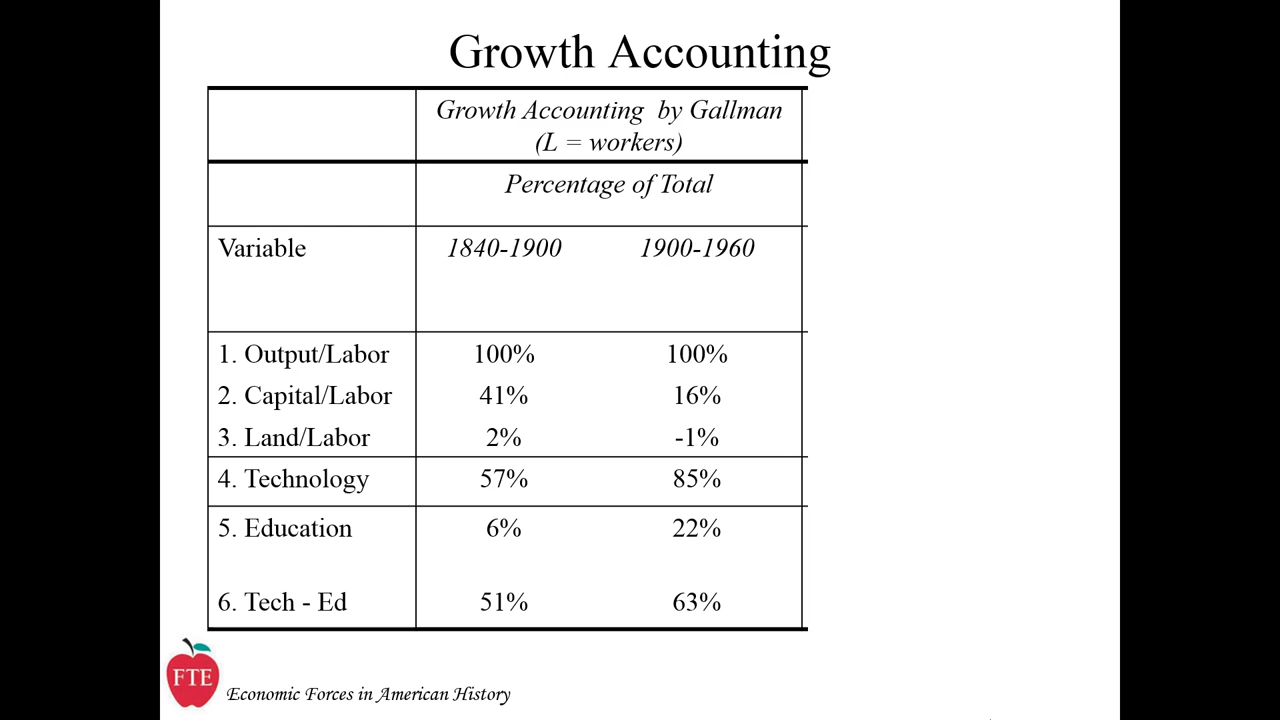 Growth Accounting
Growth Accounting by Gallman
(L = workers)
Percentage of Total
Variable 1840-1900 1900-1960
1. Output/Labor 100% 100%
2. Capital/Labor 41% 16%
3. Land/Labor 2% -1%
4. Technology 57% 85%
5. Education 6% 22%
6. Tech - Ed 51% 63%
FTE
Economic Forces in American History